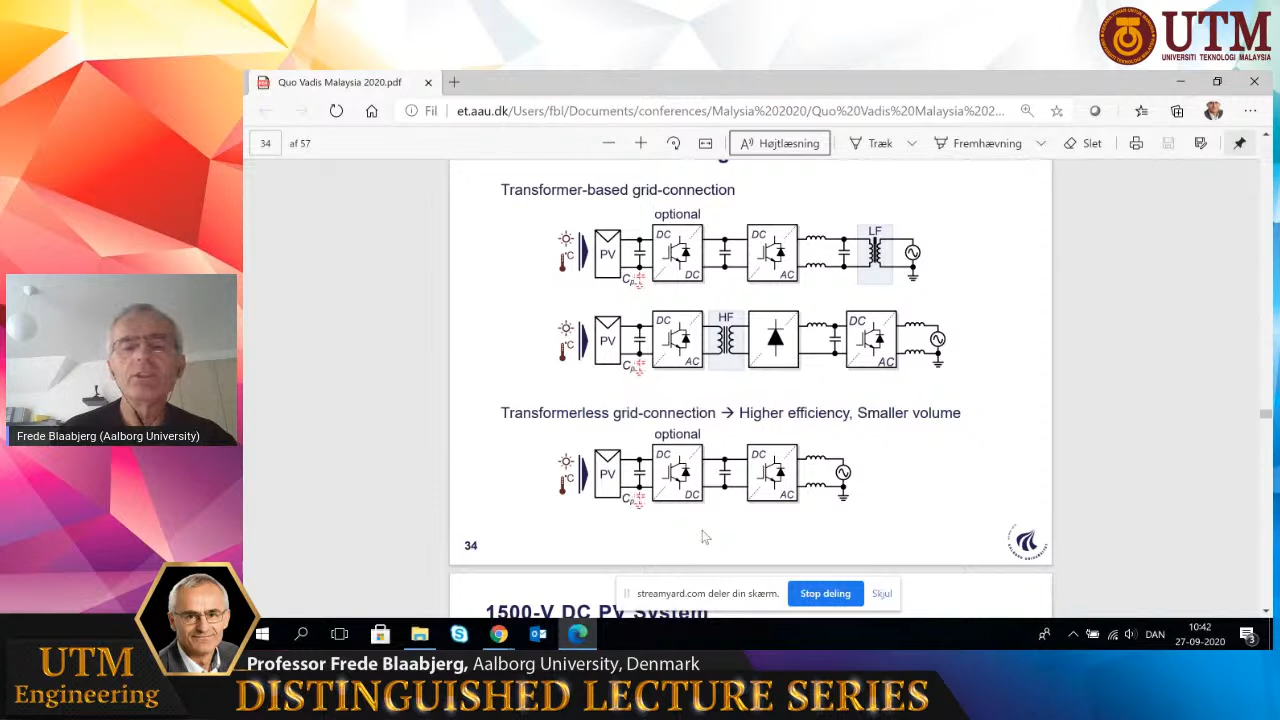 UTM
UNIVERSITI TEKNOLOGI MALAYSIA
Quo Vadis Malaysia 2020.pdf
Fil
et.aau.dk/Users/fbl/Documents/conferences/Malysia%202020/Quo%20Vadis%20Malaysia%202...
34 af 57
Højtlæsning
Træk
Fremhævning
Slet
Transformer-based grid-connection
optional
LF
°C PV DC DC DC AC
Cp
HF
°C PV DC AC DC AC
Cp
Transformerless grid-connection → Higher efficiency, Smaller volume
optional
°C PV DC DC DC AC
Cp
34
1500-V DC PV System
streamyard.com deler din skærm.
Stop deling
Skjul
Frede Blaabjerg (Aalborg University)
DAN
10:42
27-09-2020
3
UTM
Engineering
Professor Frede Blaabjerg, Aalborg University, Denmark
DISTINGUISHED LECTURE SERIES